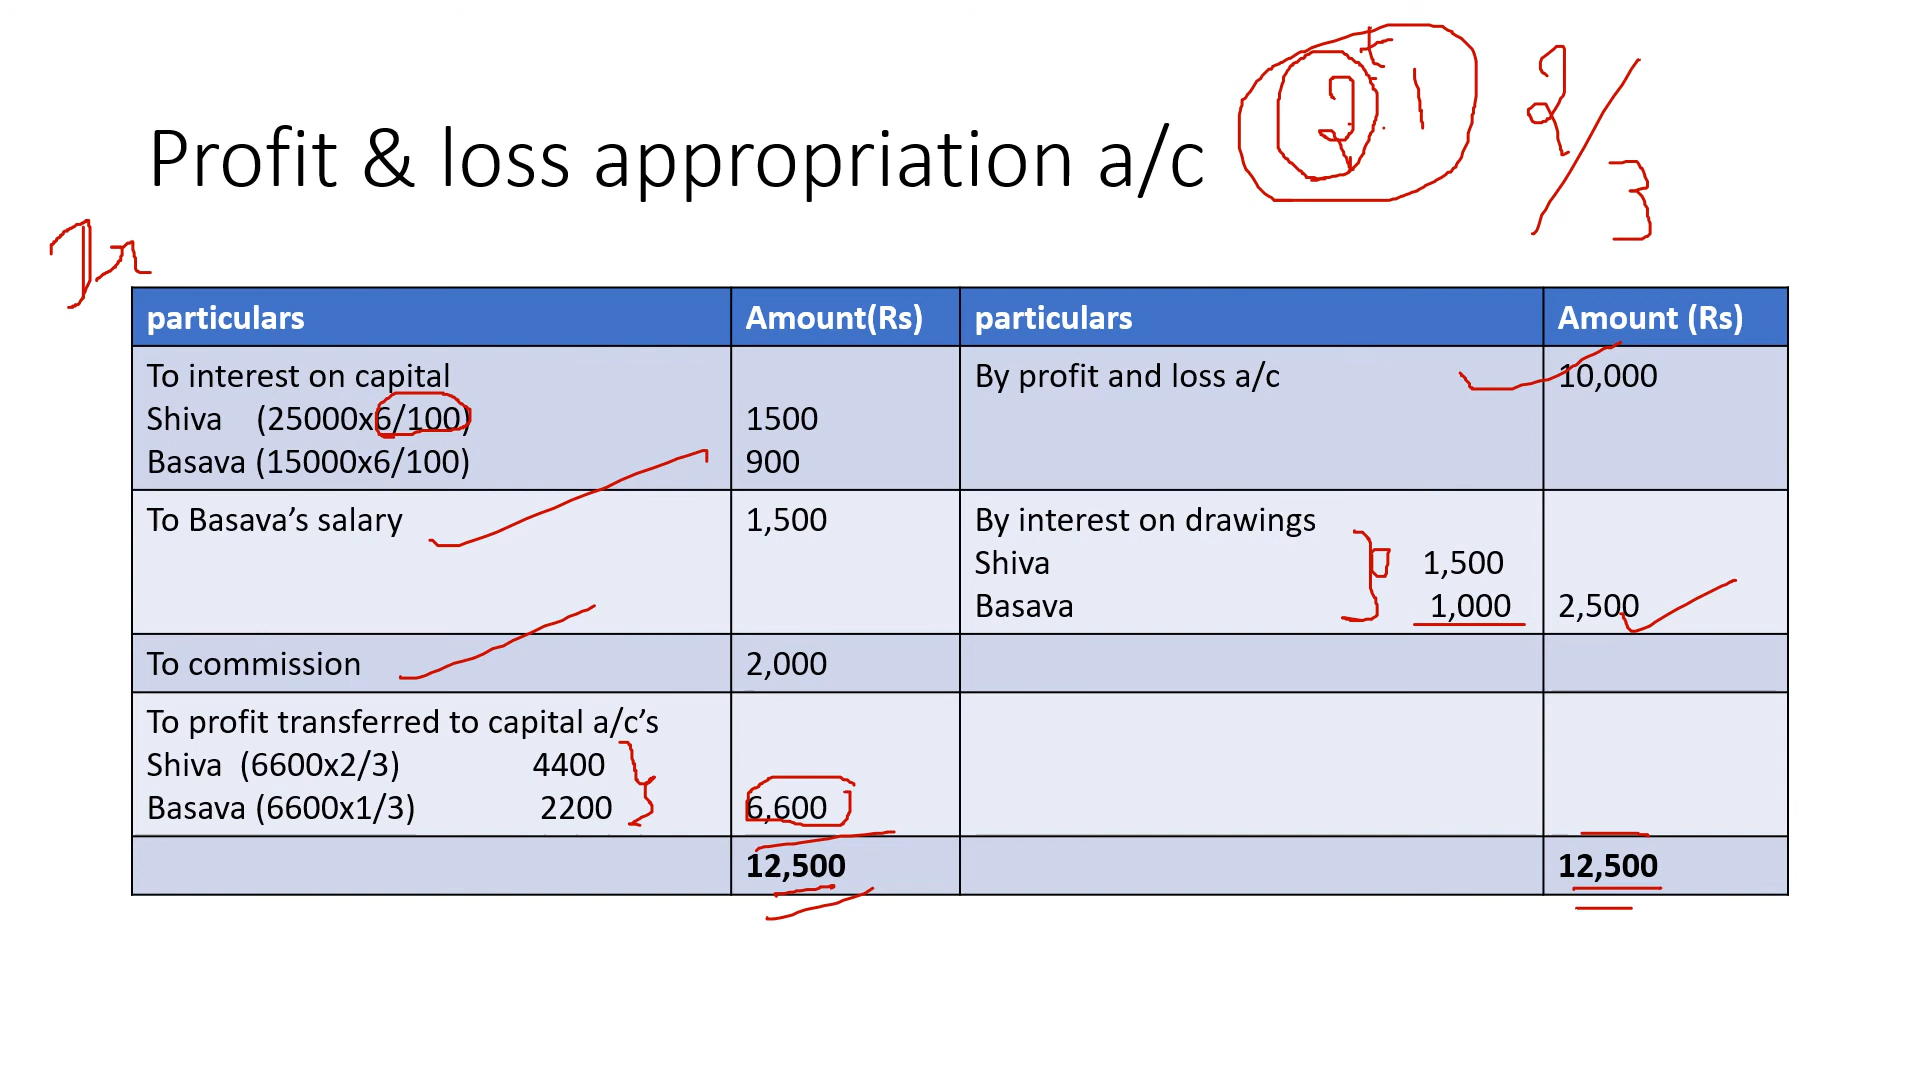 Profit & loss appropriation a/c
2:1
2/3
particulars Amount(Rs) particulars Amount (Rs)
To interest on capital By profit and loss a/c 10,000
Shiva (25000x6/100) 1500
Basava (15000x6/100) 900
To Basava’s salary 1,500 By interest on drawings
Shiva 1,500
Basava 1,000 2,500
To commission 2,000
To profit transferred to capital a/c’s
Shiva (6600x2/3) 4400
Basava (6600x1/3) 2200 6,600
12,500 12,500